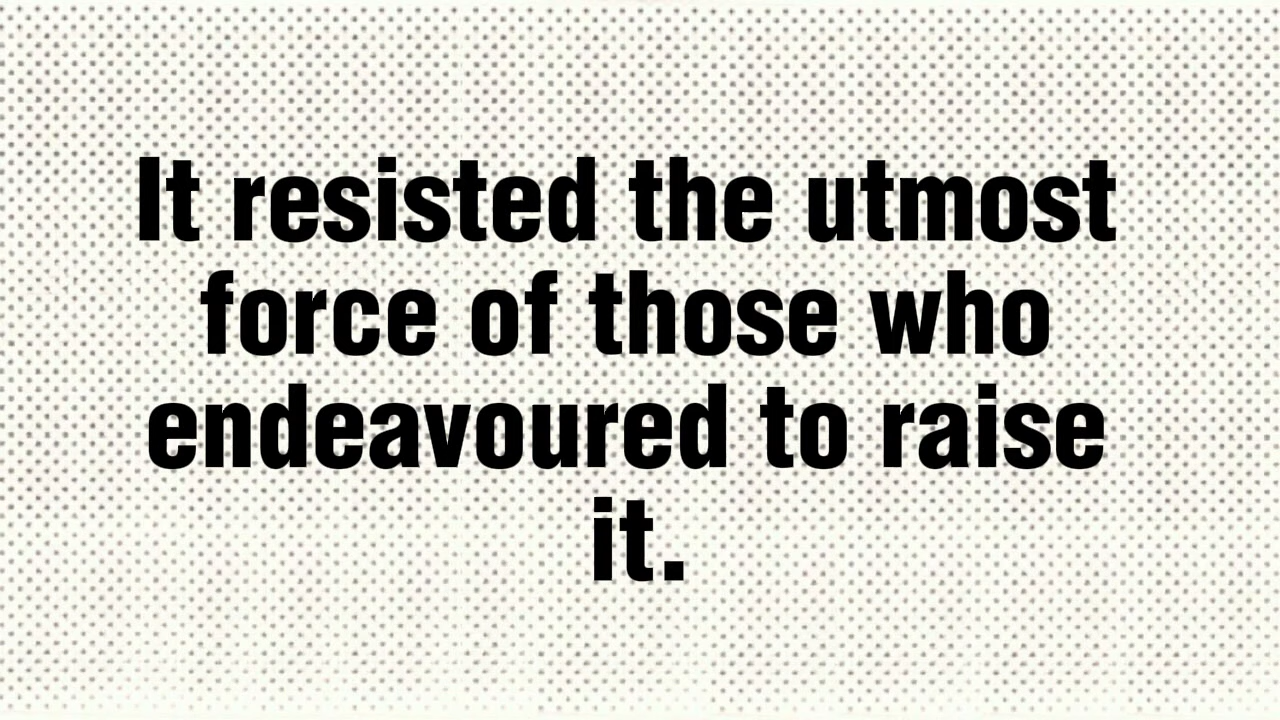 It resisted the utmost
force of those who
endeavoured to raise
it.